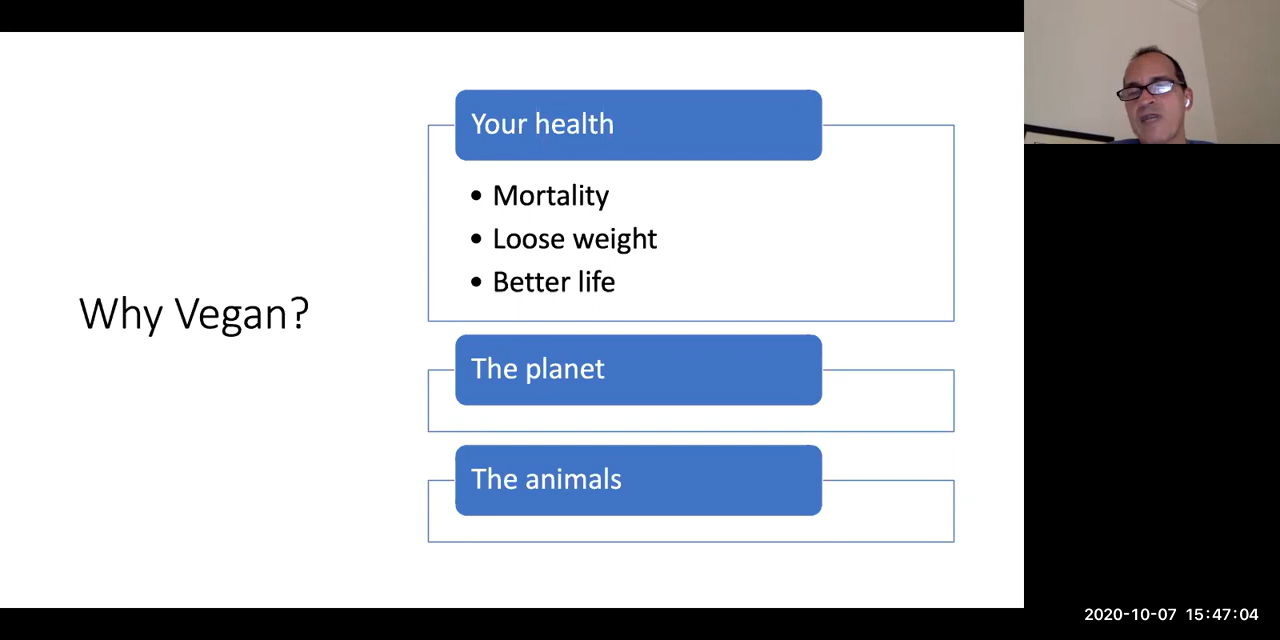 Why Vegan?
Your health
• Mortality
• Loose weight
• Better life
The planet
The animals
2020-10-07 15:47:04